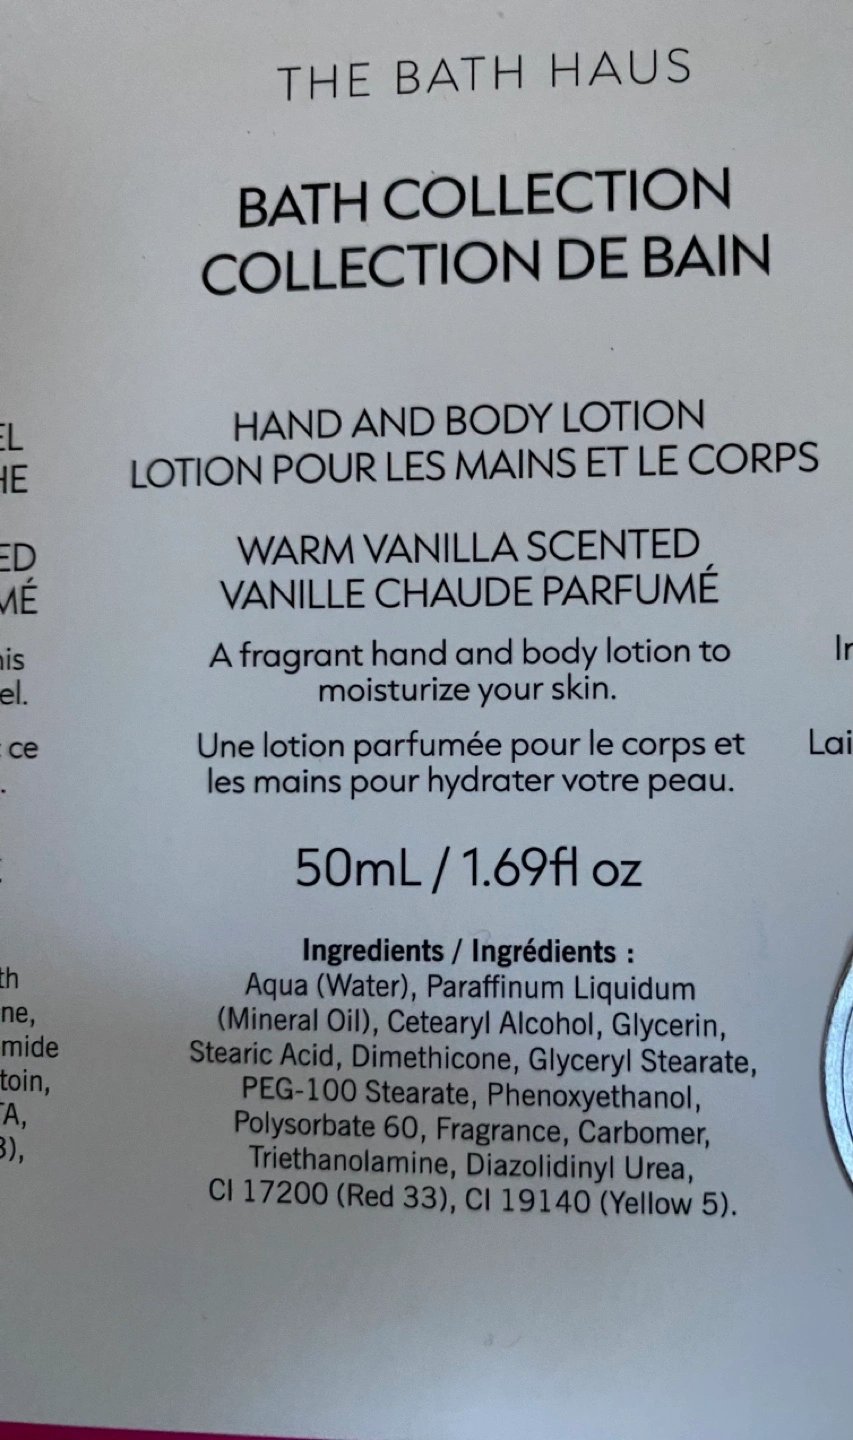 THE BATH HAUS
BATH COLLECTION
COLLECTION DE BAIN
HAND AND BODY LOTION
LOTION POUR LES MAINS ET LE CORPS
WARM VANILLA SCENTED
VANILLE CHAUDE PARFUMÉ
A fragrant hand and body lotion to
moisturize your skin.
Une lotion parfumée pour le corps et
les mains pour hydrater votre peau.
50mL / 1.69fl oz
Ingredients / Ingrédients :
Aqua (Water), Paraffinum Liquidum
(Mineral Oil), Cetearyl Alcohol, Glycerin,
Stearic Acid, Dimethicone, Glyceryl Stearate,
PEG-100 Stearate, Phenoxyethanol,
Polysorbate 60, Fragrance, Carbomer,
Triethanolamine, Diazolidinyl Urea,
CI 17200 (Red 33), CI 19140 (Yellow 5).